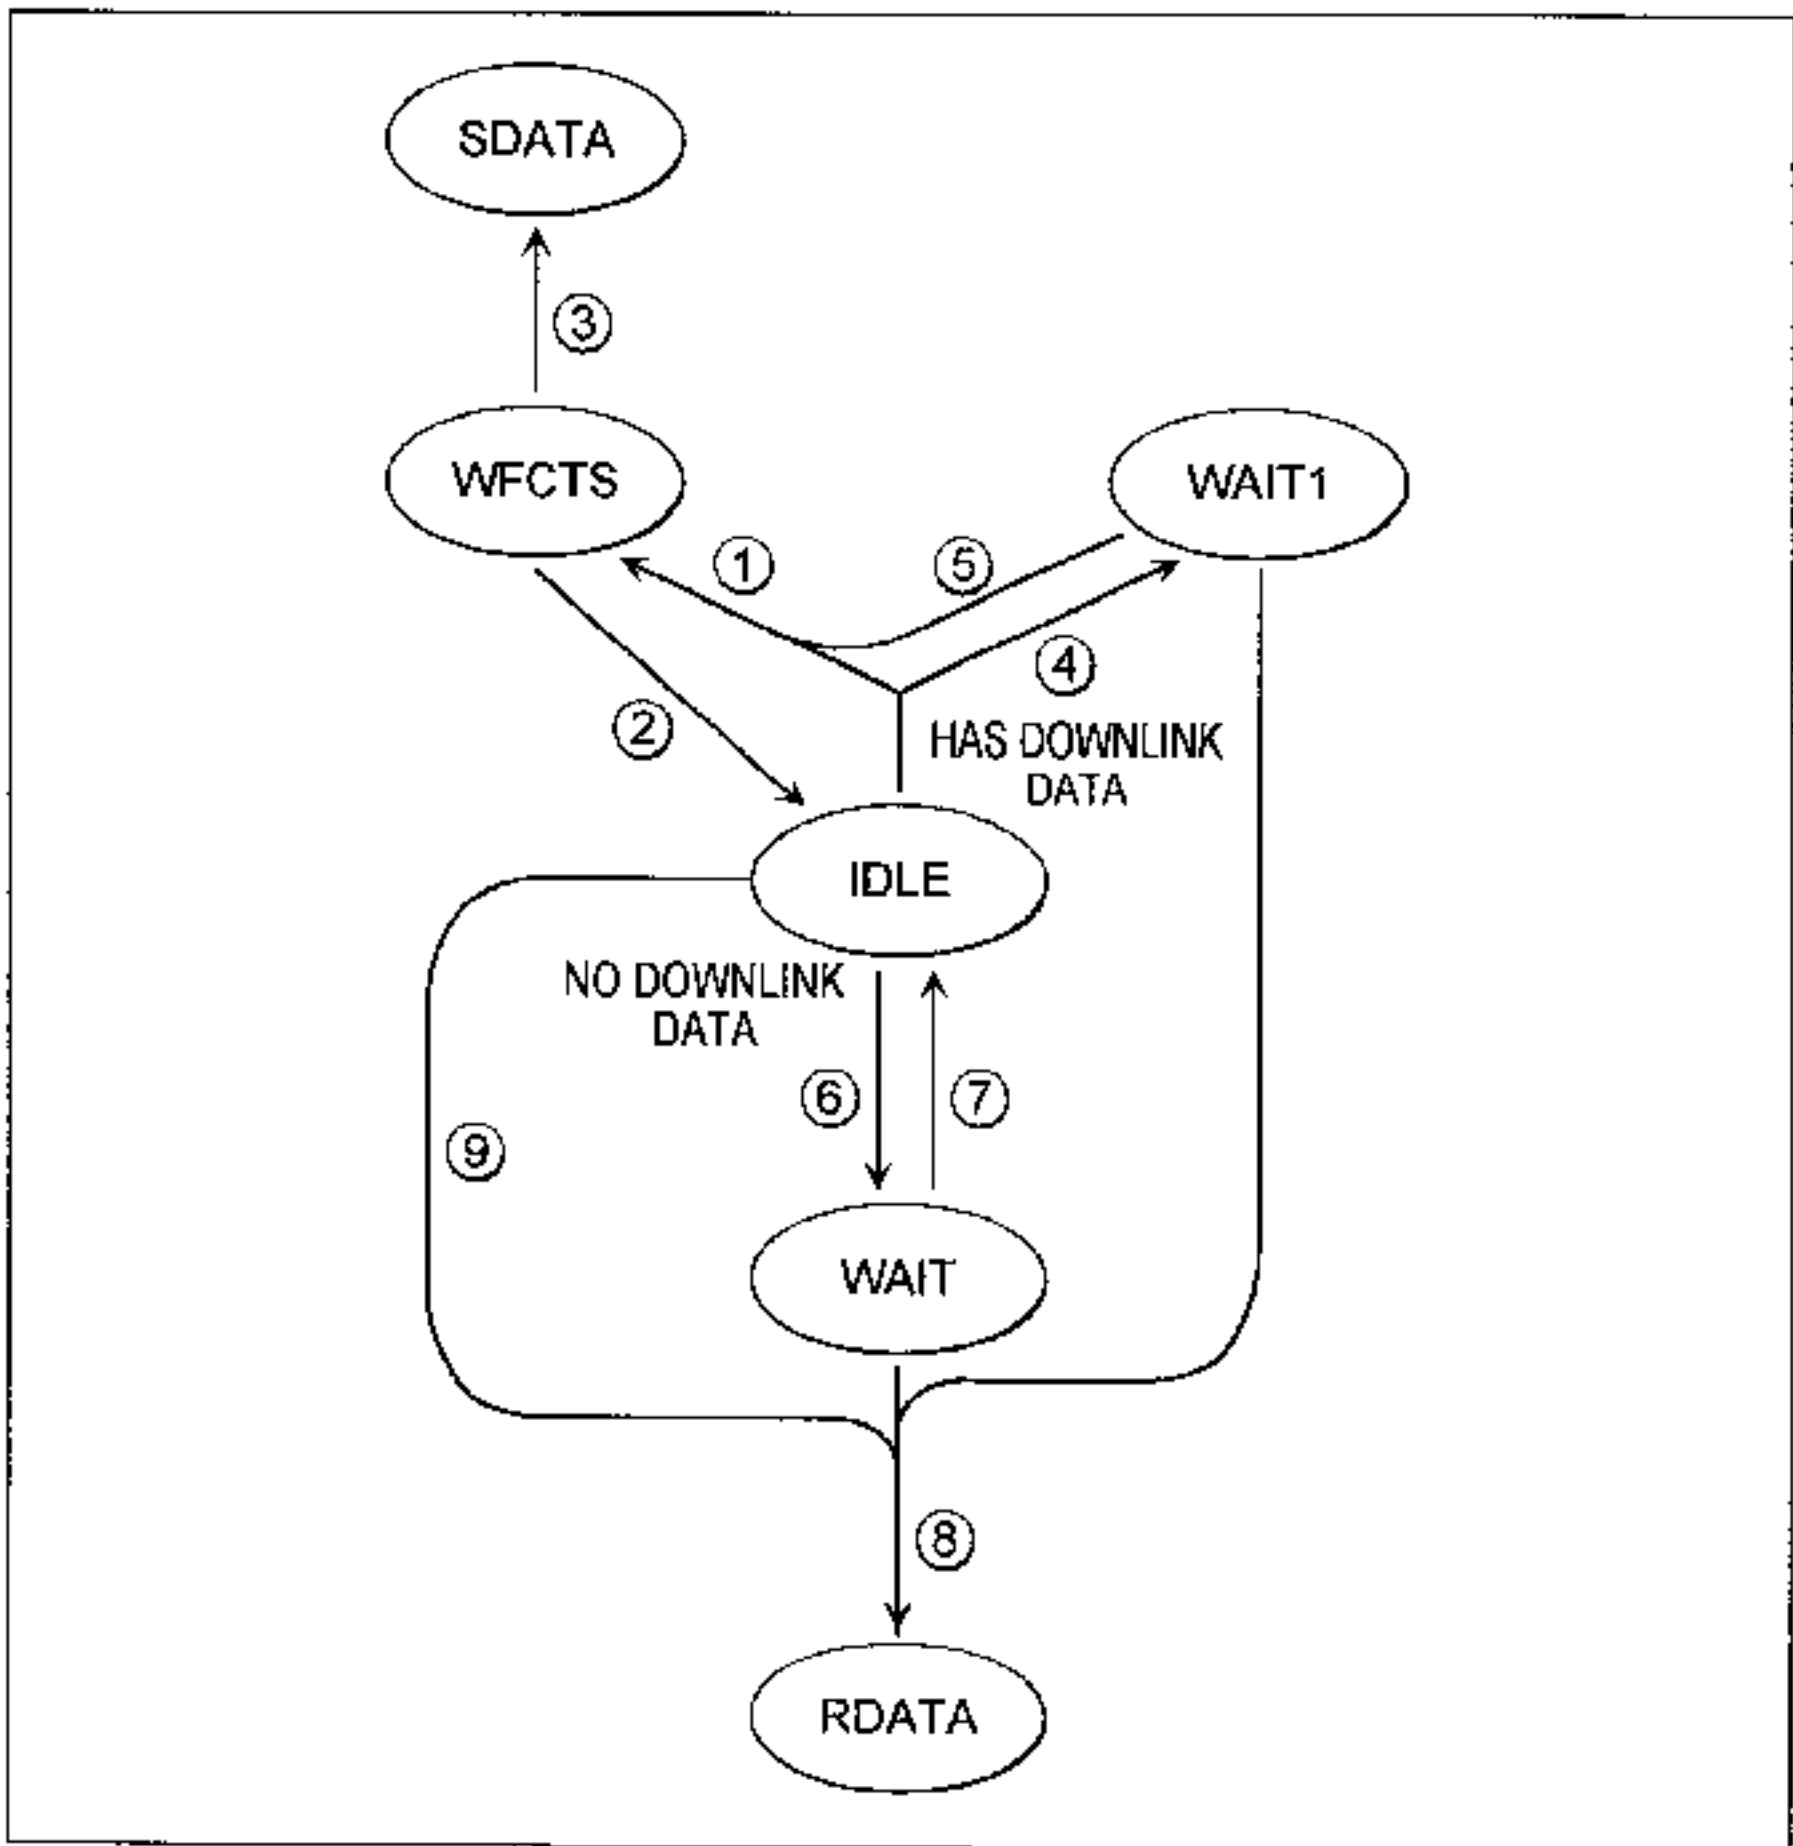 SDATA
③
WFCTS
WAIT1
①
⑤
④
②
HAS DOWNLINK
DATA
IDLE
NO DOWNLINK
DATA
⑥
⑦
⑨
WAIT
⑧
RDATA